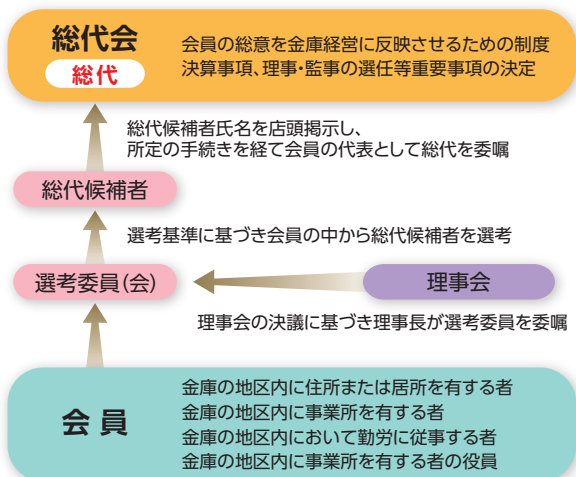 総代会
総代
会員の総意を金庫経営に反映させるための制度
決算事項、理事・監事の選任等重要事項の決定
総代候補者氏名を店頭掲示し、
所定の手続きを経て会員の代表として総代を委嘱
総代候補者
選考基準に基づき会員の中から総代候補者を選考
選考委員(会)
理事会
理事会の決議に基づき理事長が選考委員を委嘱
会員
金庫の地区内に住所または居所を有する者
金庫の地区内に事業所を有する者
金庫の地区内において勤労に従事する者
金庫の地区内に事業所を有する者の役員